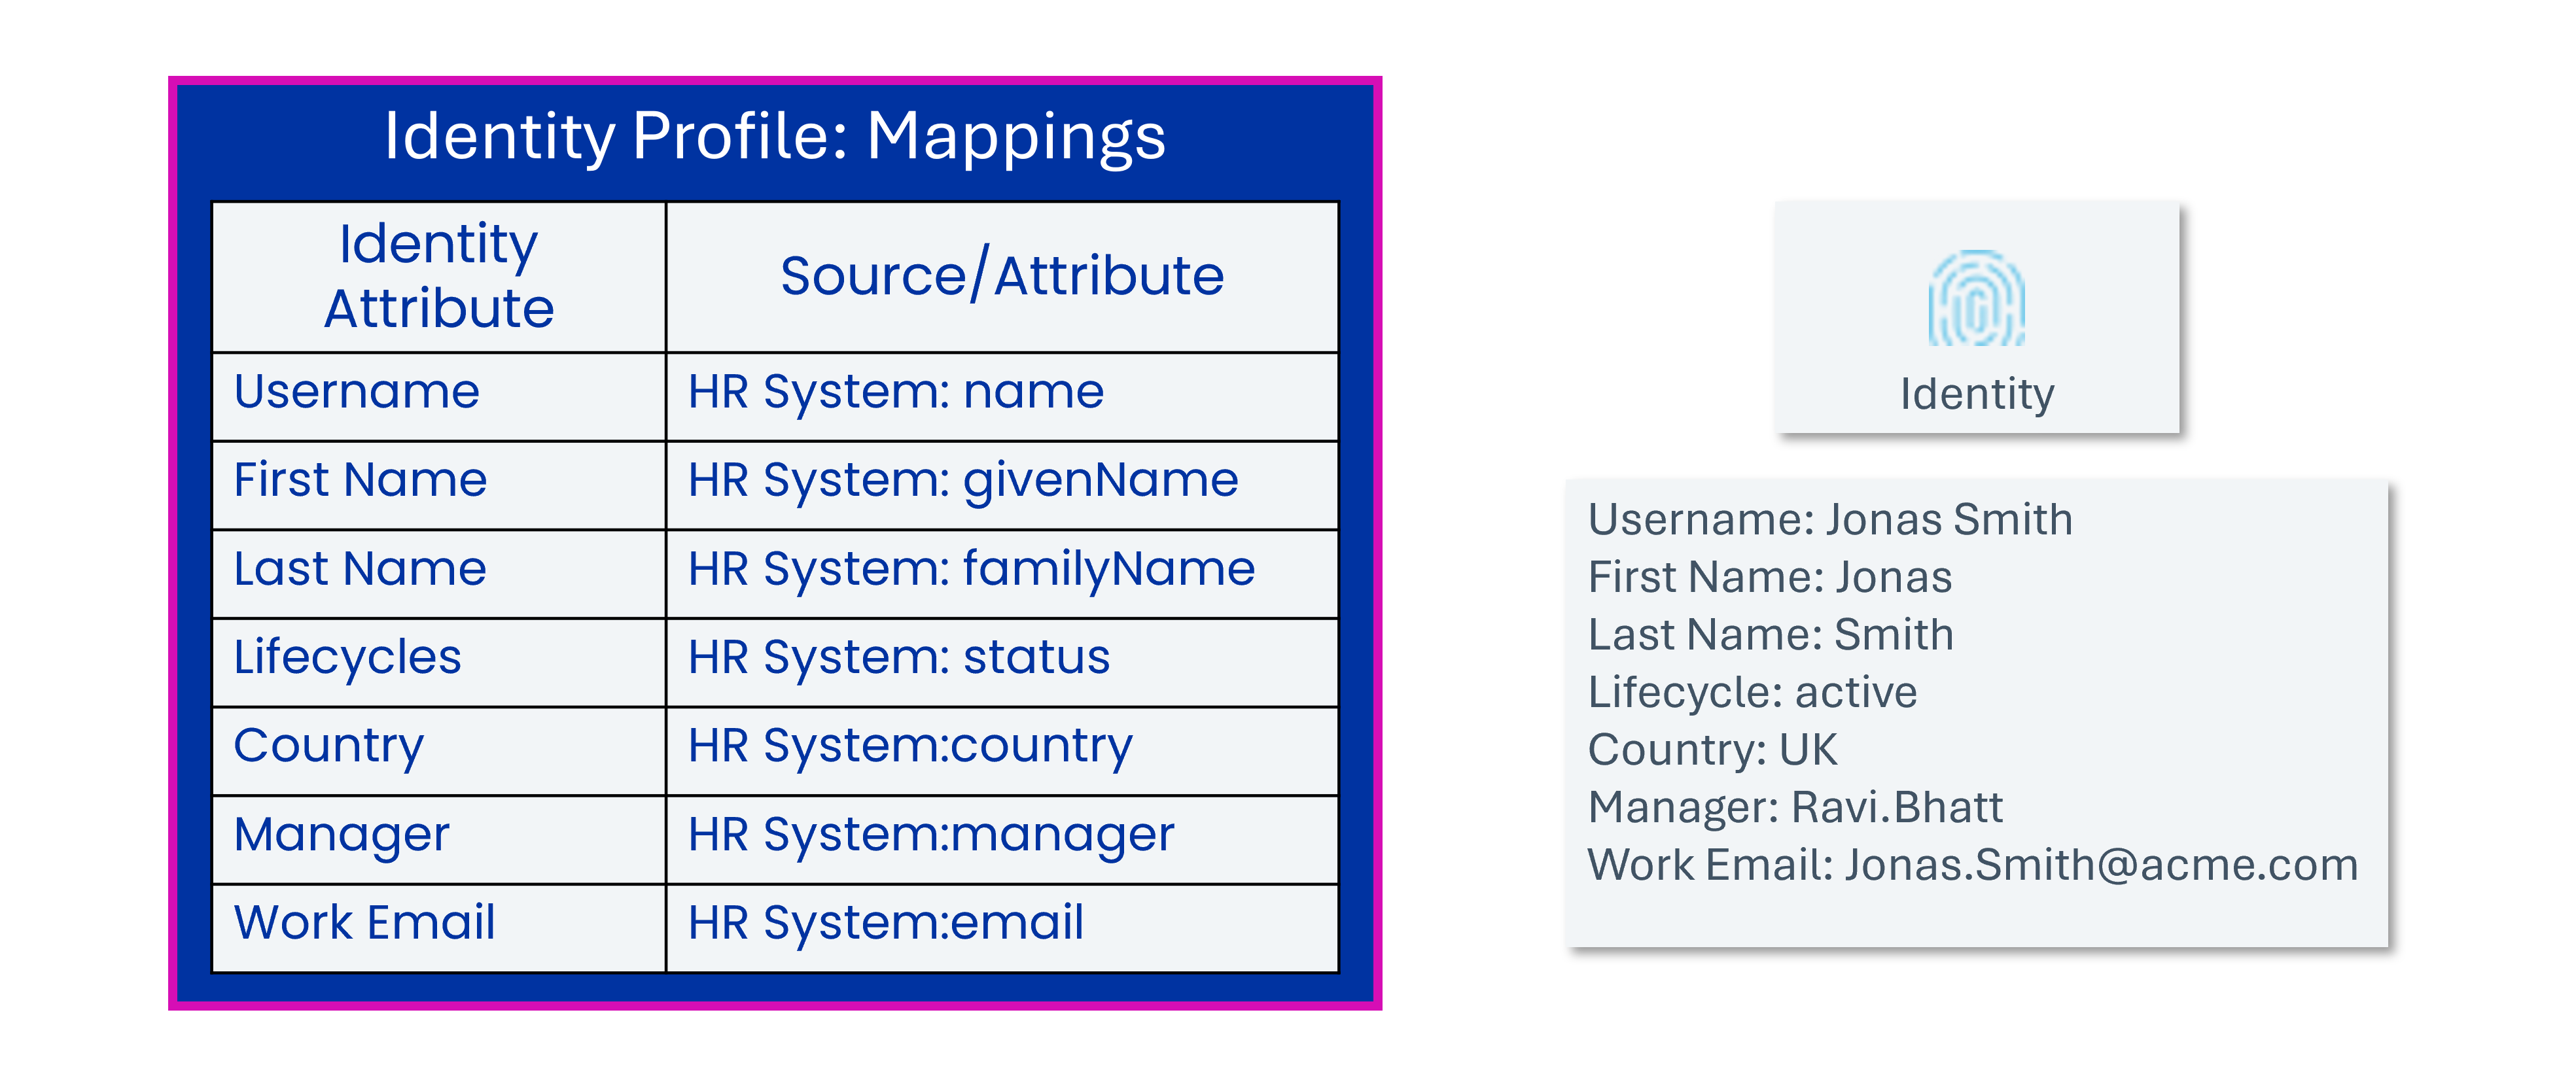 Identity Profile: Mappings
Identity
Attribute
Source/Attribute
Username
HR System: name
First Name
HR System: givenName
Last Name
HR System: familyName
Lifecycles
HR System: status
Country
HR System:country
Manager
HR System:manager
Work Email
HR System:email
Identity
Username: Jonas Smith
First Name: Jonas
Last Name: Smith
Lifecycle: active
Country: UK
Manager: Ravi.Bhatt
Work Email: Jonas.Smith@acme.com